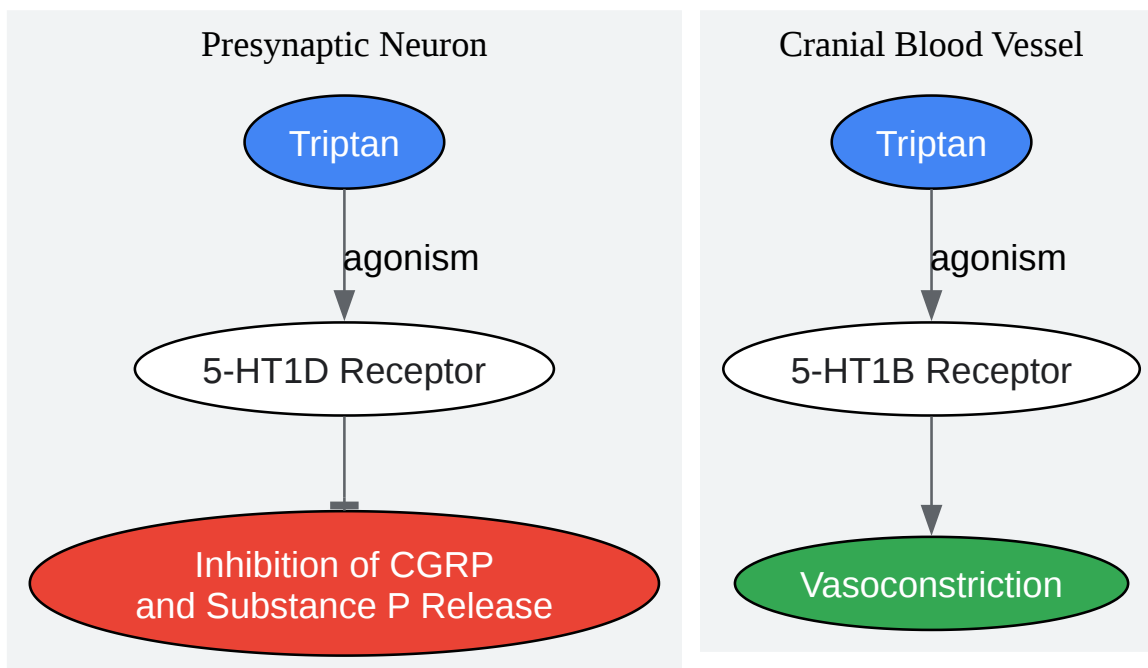 Presynaptic Neuron
Triptan
agonism
5-HT1D Receptor
Inhibition of CGRP
and Substance P Release
Cranial Blood Vessel
Triptan
agonism
5-HT1B Receptor
Vasoconstriction